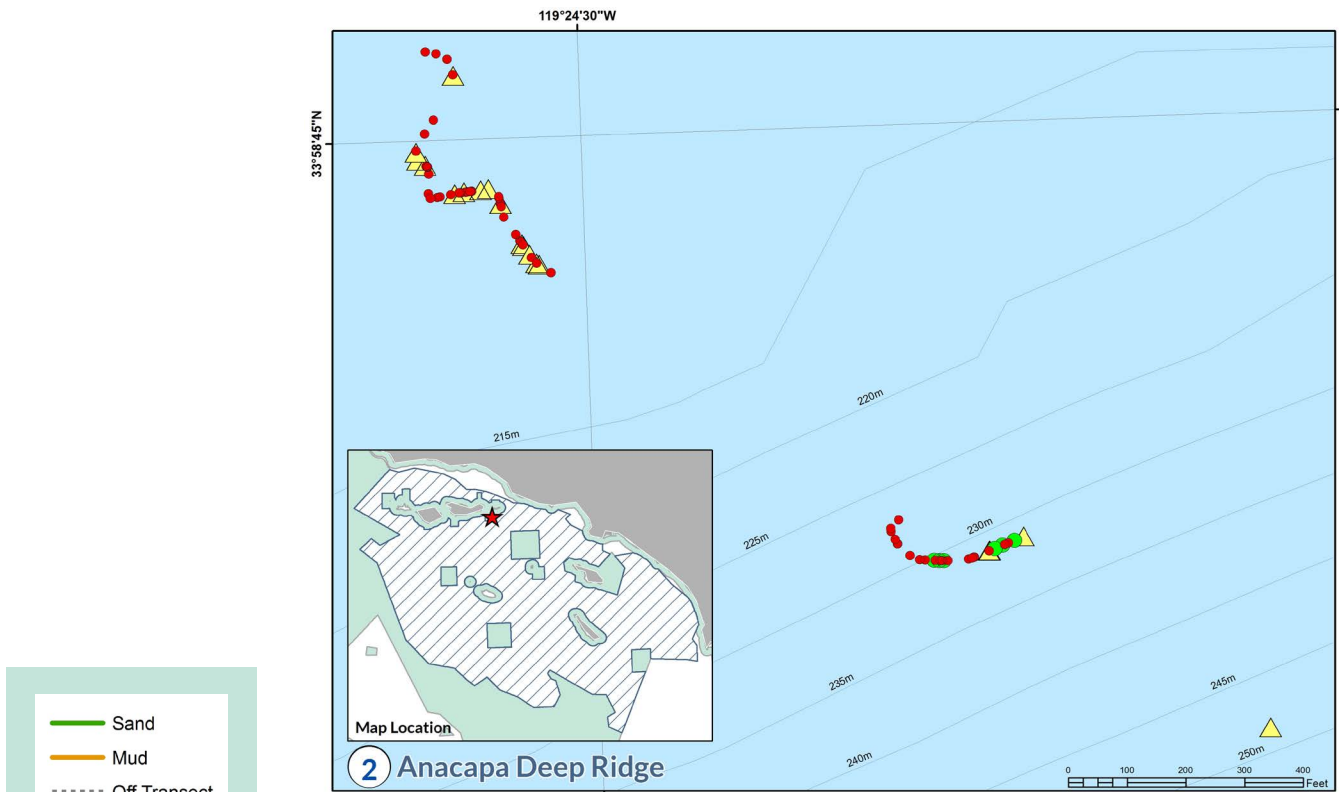 119°24'30"W
33°58'45"N
220m
215m
230m
225m
235m
245m
250m
240m
Map Location
2 Anacapa Deep Ridge
0 100 200 300 400
Feet
Sand
Mud
Off Transect